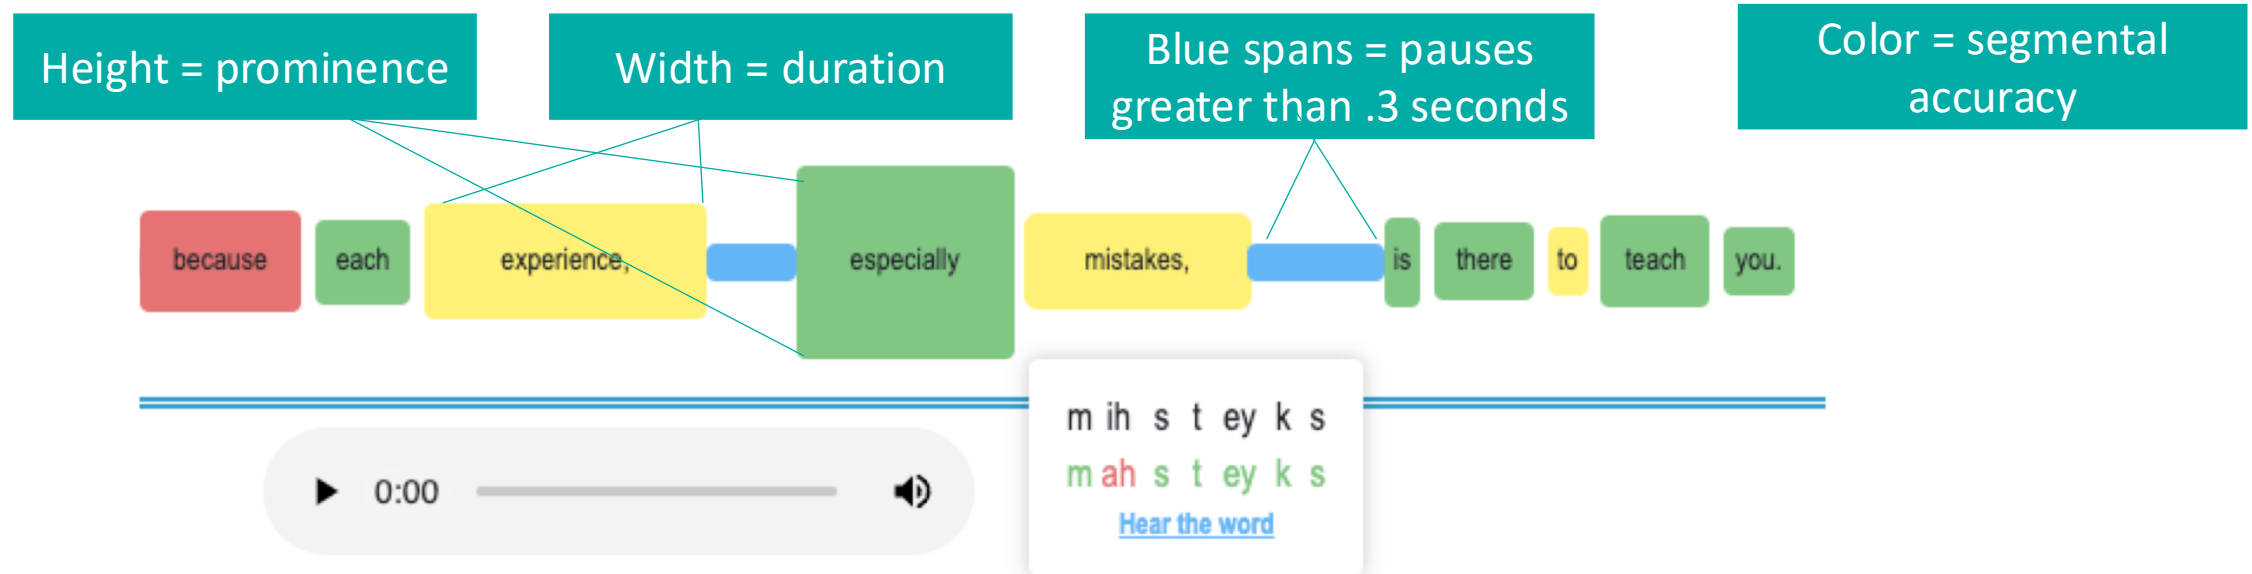 Height = prominence
Width = duration
Blue spans = pauses
greater than .3 seconds
Color = segmental
accuracy
because each experience, especially mistakes, is there to teach you.
m ih s t ey k s
m ah s t ey k s
Hear the word
0:00